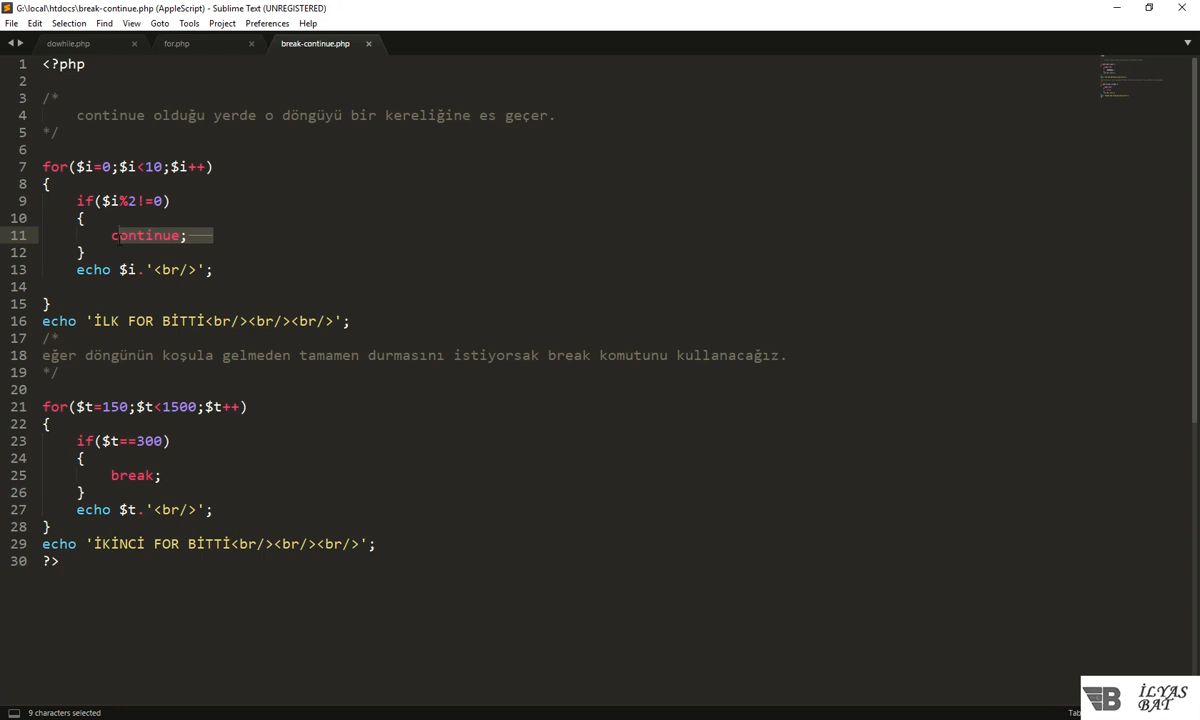 G:\local\htdocs\break-continue.php (AppleScript) - Sublime Text (UNREGISTERED)
File Edit Selection Find View Goto Tools Project Preferences Help
dowhile.php for.php break-continue.php
1 <?php
2
3 /*
4 continue olduğu yerde o döngüyü bir kereliğine es geçer.
5 */
6
7 for($i=0;$i<10;$i++)
8 {
9 if($i%2!=0)
10 {
11 continue;
12 }
13 echo $i.'<br/>';
14
15 }
16 echo 'İLK FOR BİTTİ<br/><br/><br/>';
17 /*
18 eğer döngünün koşula gelmeden tamamen durmasını istiyorsak break komutunu kullanacağız.
19 */
20
21 for($t=150;$t<1500;$t++)
22 {
23 if($t==300)
24 {
25 break;
26 }
27 echo $t.'<br/>';
28 }
29 echo 'İKİNCİ FOR BİTTİ<br/><br/><br/>';
30 ?>
9 characters selected
İLYAS
BAT